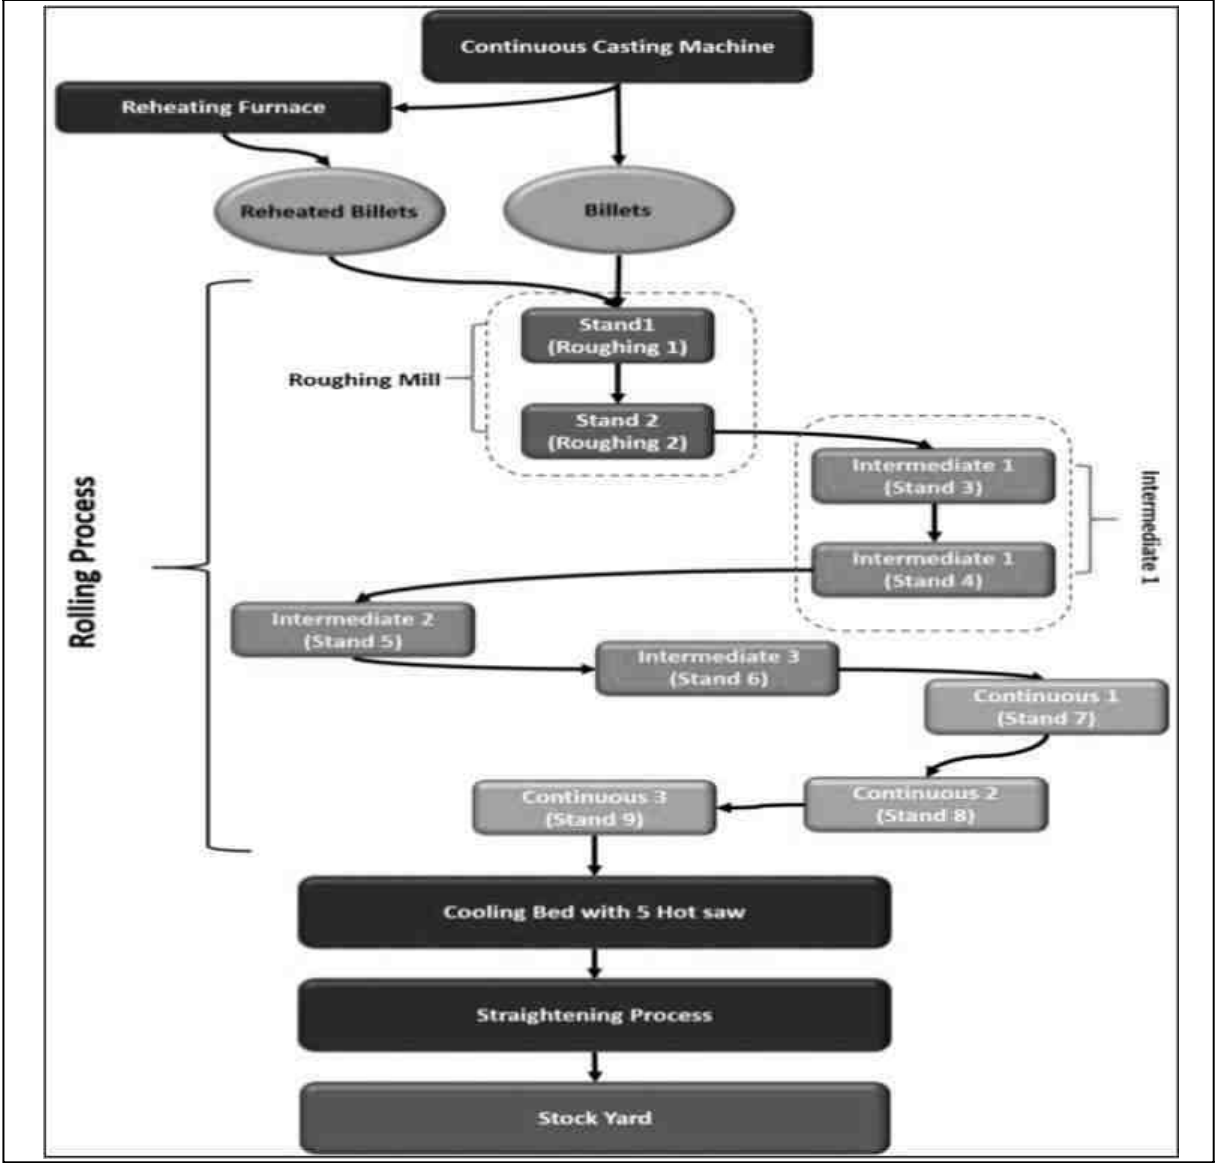 Continuous Casting Machine
Reheating Furnace
Reheated Billets
Billets
Stand1
(Roughing 1)
Roughing Mill
Stand 2
(Roughing 2)
Intermediate 1
(Stand 3)
Intermediate 1
Intermediate 1
(Stand 4)
Rolling Process
Intermediate 2
(Stand 5)
Intermediate 3
(Stand 6)
Continuous 1
(Stand 7)
Continuous 2
(Stand 8)
Continuous 3
(Stand 9)
Cooling Bed with 5 Hot saw
Straightening Process
Stock Yard